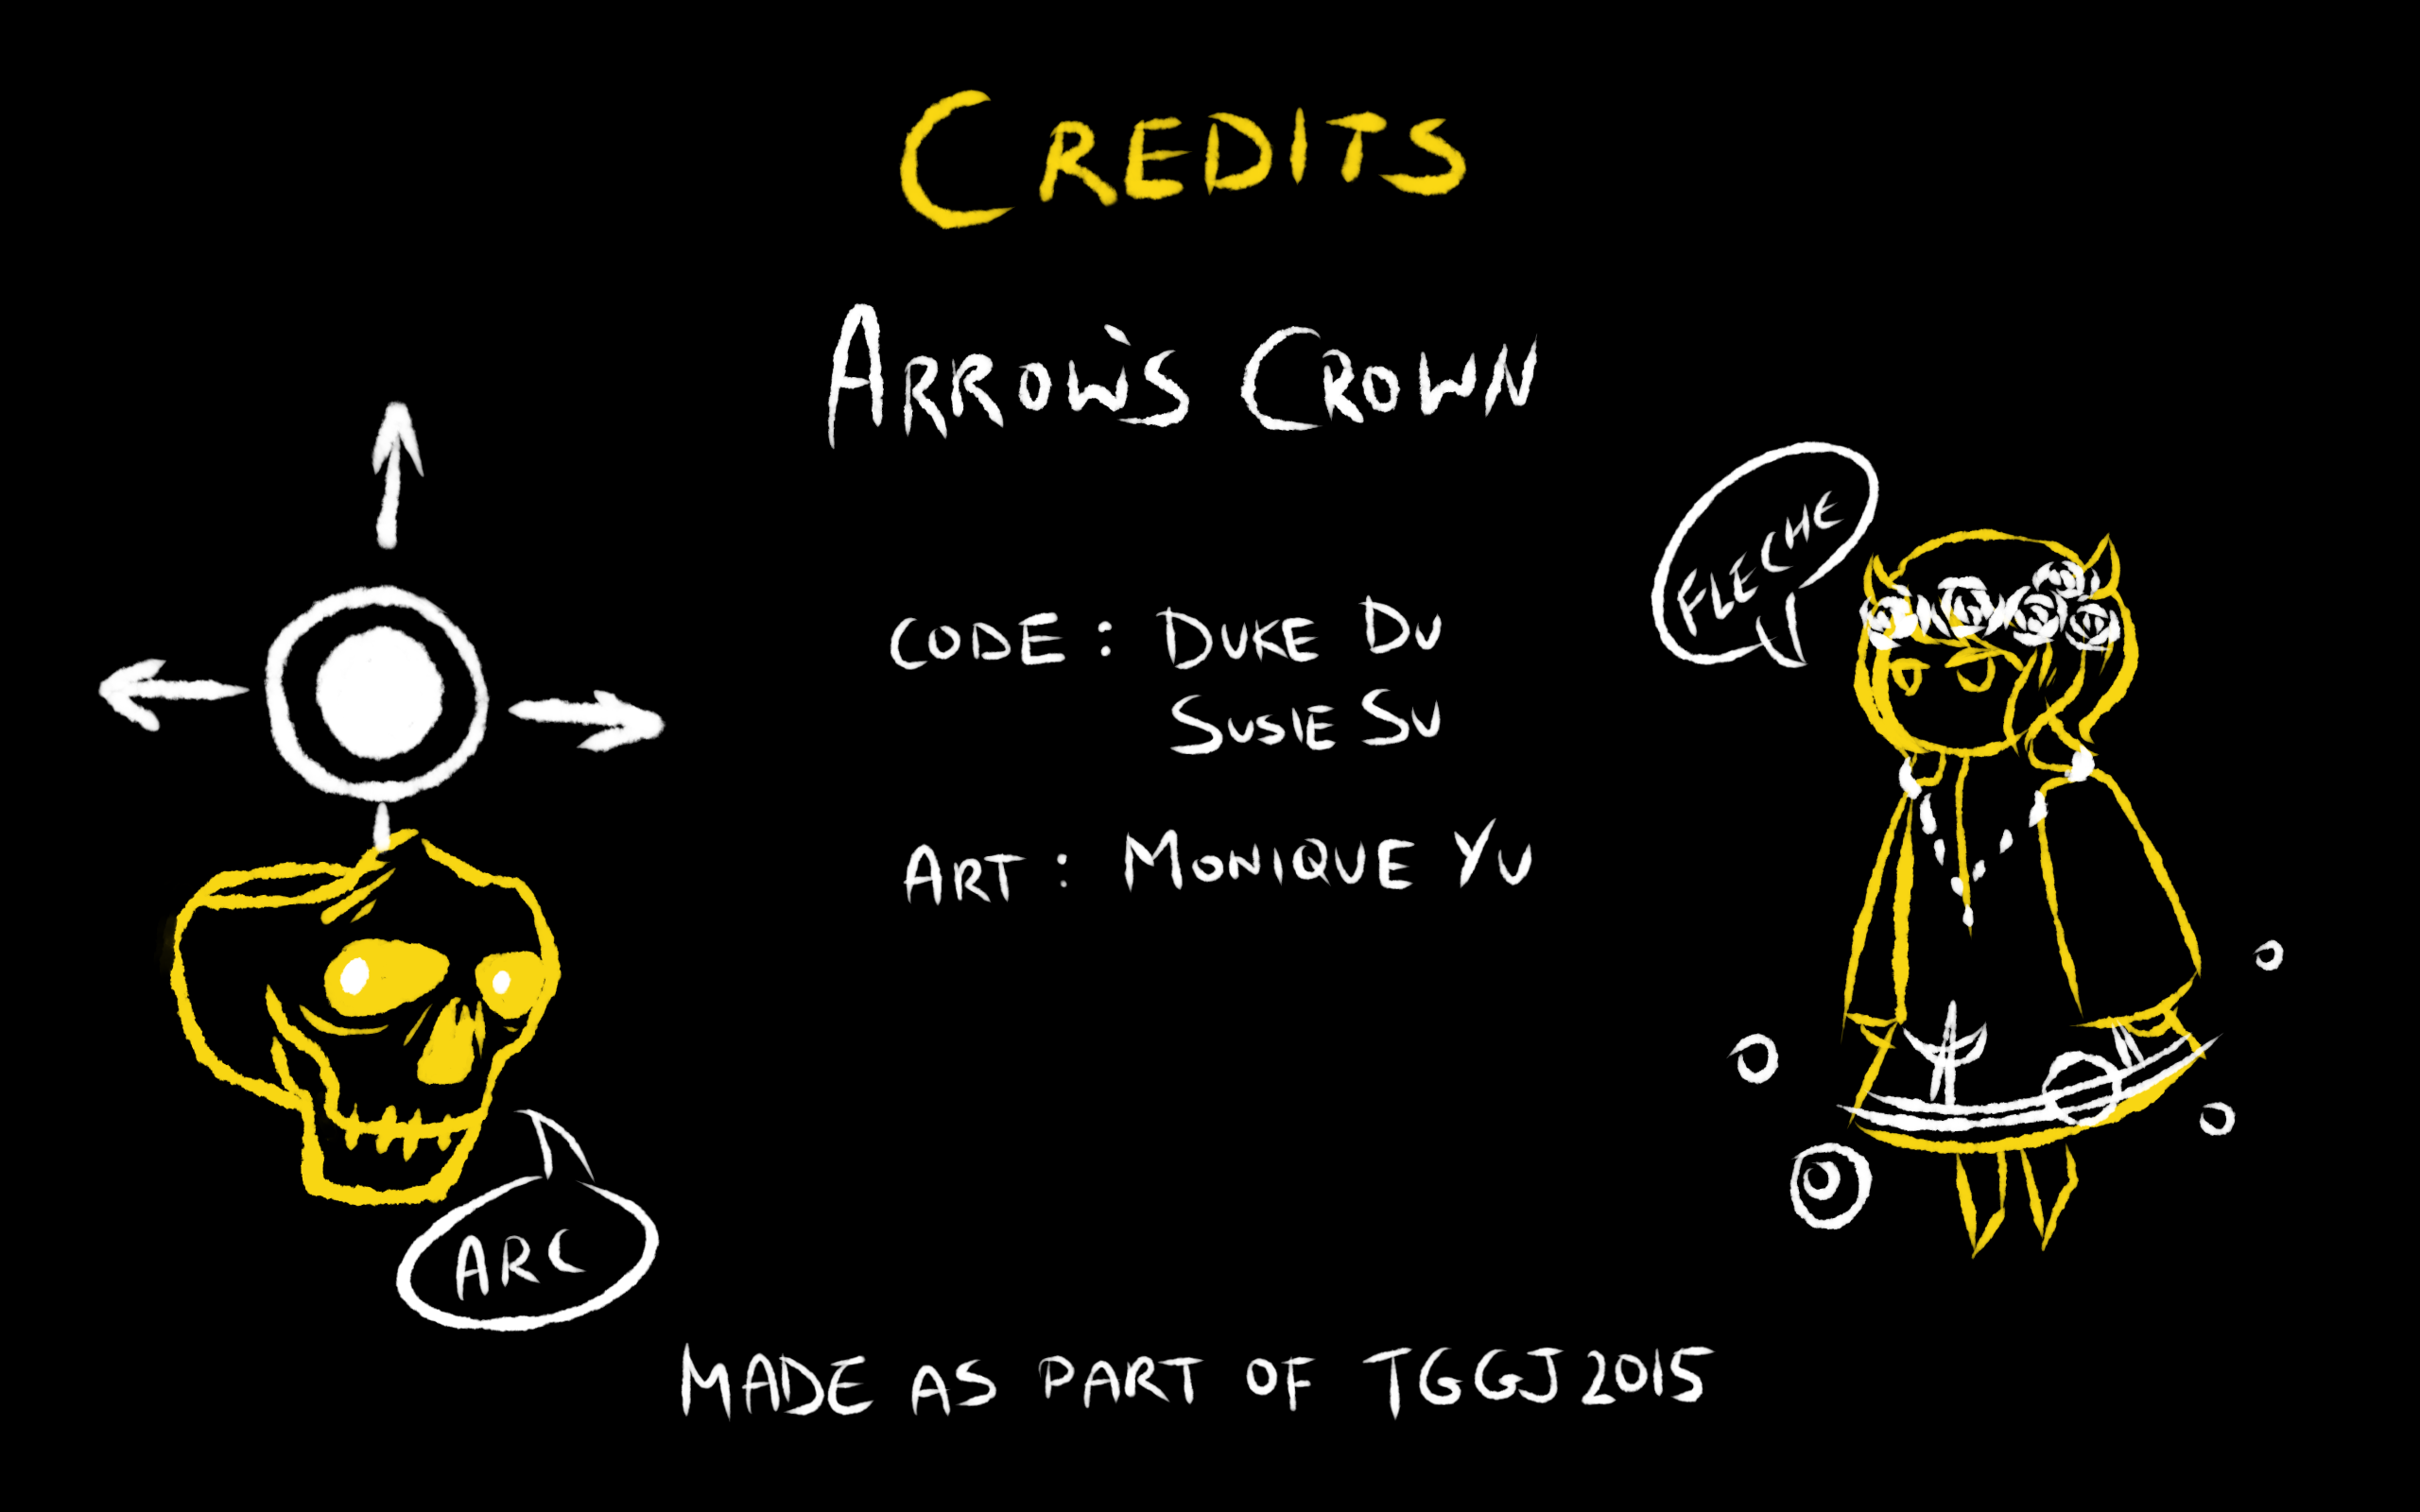 CREDITS
ARROW'S CROWN
FLECHE
CODE : DUKE DU
SUSIE SU
ART : MONIQUE YU
ARC
MADE AS PART OF TGGJ 2015